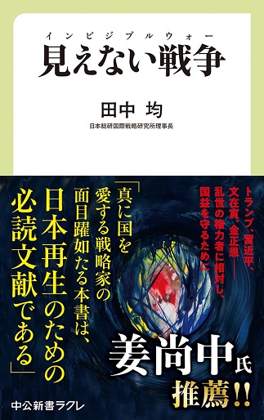 インビジブルウォー
見えない戦争
田中 均
日本総研国際戦略研究所理事長
トランプ、習近平、
文在寅、金正恩―
乱世の権力者に相対し、
国益を守るために
「真に国を
愛する戦略家の
面目躍如たる本書は、
日本再生のための
必読文献である」
姜尚中氏
推薦!!
中公新書ラクレ